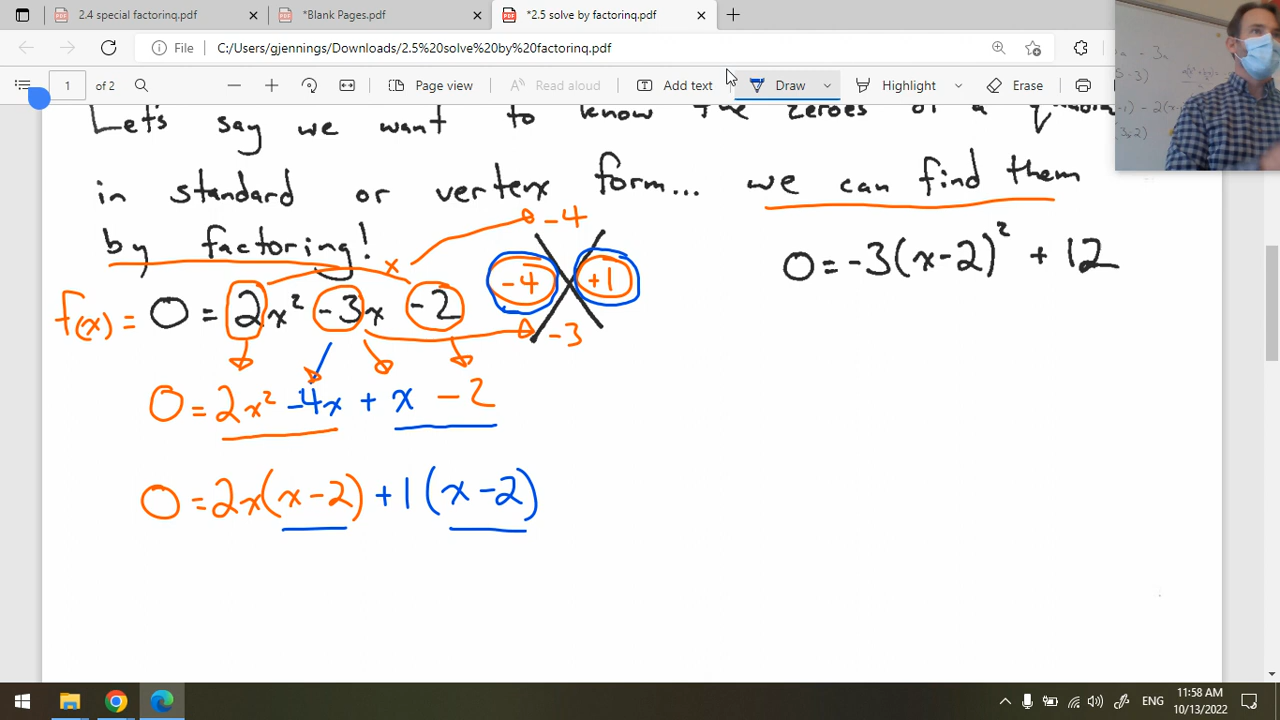 2.4 special factoring.pdf
*Blank Pages.pdf
*2.5 solve by factorinq.pdf
File
C:/Users/gjennings/Downloads/2.5%20solve%20by%20factorinq.pdf
1 of 2
Page view
Read aloud
Add text
Draw
Highlight
Erase
Let's say we want to know the zeroes of a
in standard or vertex form... we can find them
by factoring!
-4
x
-4 +1
-3
f(x) = 0 = 2x² -3x -2
0 = -3(x-2)² + 12
0 = 2x² -4x + x - 2
0 = 2x(x-2) +1(x-2)
ENG
11:58 AM
10/13/2022